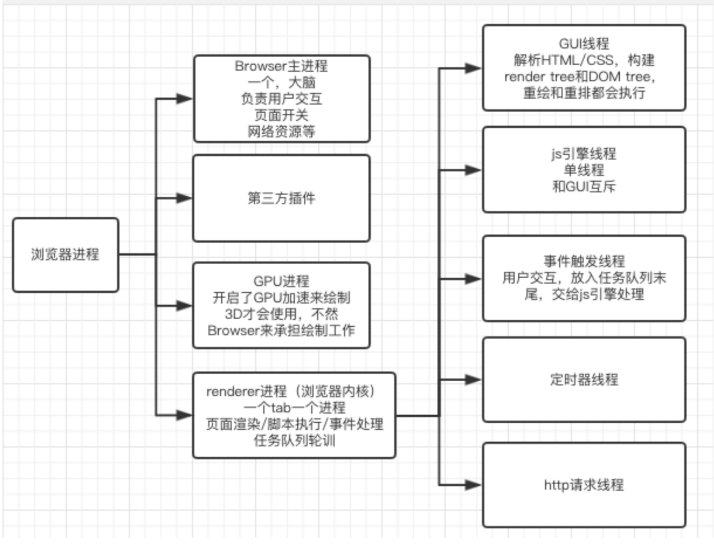 浏览器进程
Browser主进程
一个，大脑
负责用户交互
页面开关
网络资源等
第三方插件
GPU进程
开启了GPU加速来绘制
3D才会使用，不然
Browser来承担绘制工作
renderer进程（浏览器内核）
一个tab一个进程
页面渲染/脚本执行/事件处理
任务队列轮训
GUI线程
解析HTML/CSS，构建
render tree和DOM tree，
重绘和重排都会执行
js引擎线程
单线程
和GUI互斥
事件触发线程
用户交互，放入任务队列末
尾，交给js引擎处理
定时器线程
http请求线程